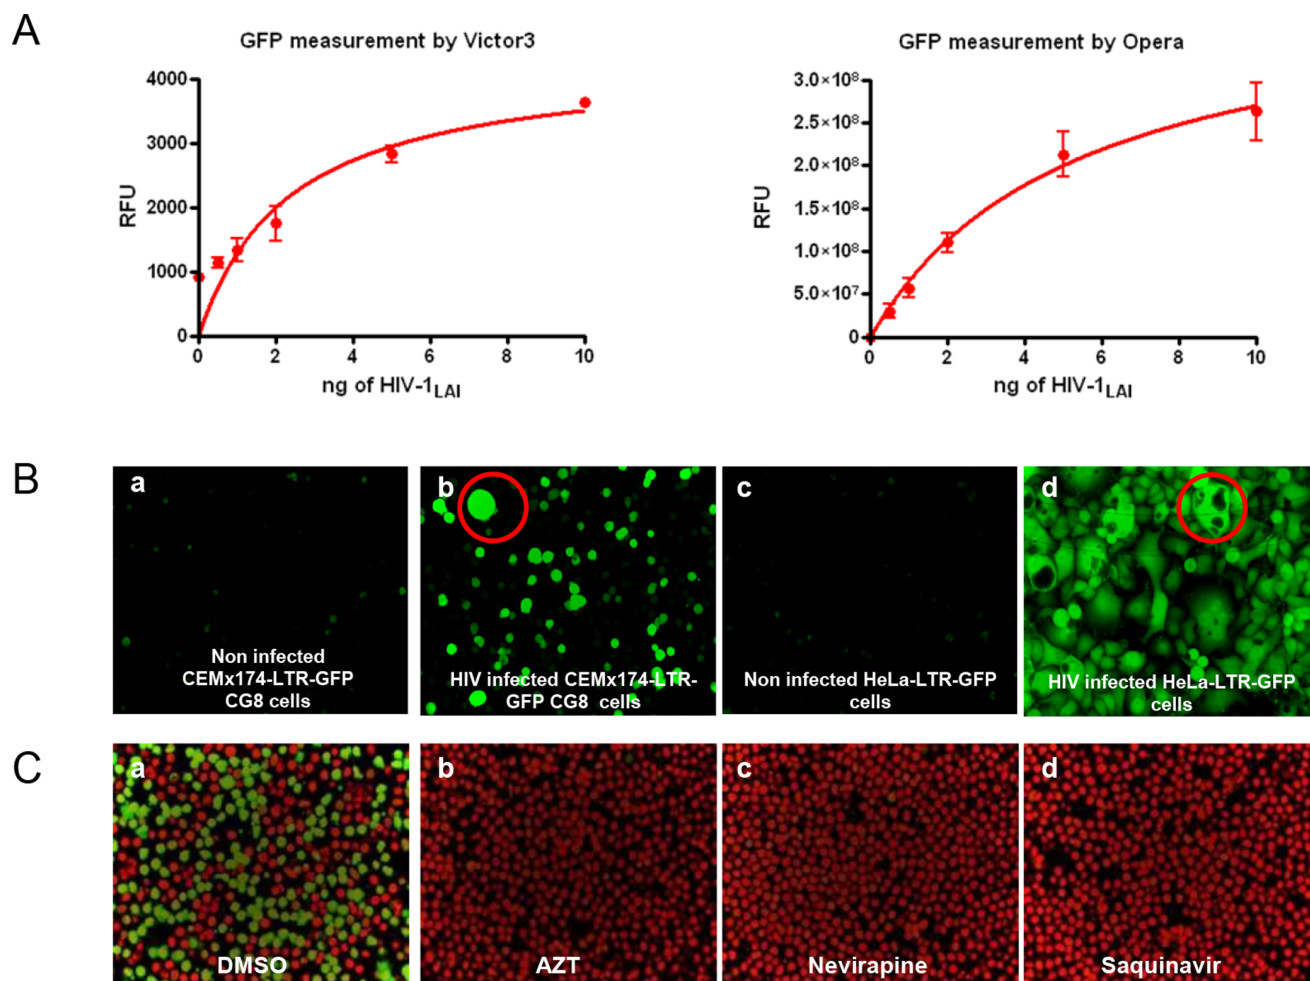 A
GFP measurement by Victor3
4000
3000
2000
1000
0
RFU
0 2 4 6 8 10
ng of HIV-1LAI
GFP measurement by Opera
3.0×10⁸
2.5×10⁸
2.0×10⁸
1.5×10⁸
1.0×10⁸
5.0×10⁷
0
RFU
0 2 4 6 8 10
ng of HIV-1LAI
B
a
Non infected
CEMx174-LTR-GFP
CG8 cells
b
HIV infected CEMx174-LTR-
GFP CG8 cells
c
Non infected HeLa-LTR-GFP
cells
d
HIV infected HeLa-LTR-GFP
cells
C
a
DMSO
b
AZT
c
Nevirapine
d
Saquinavir